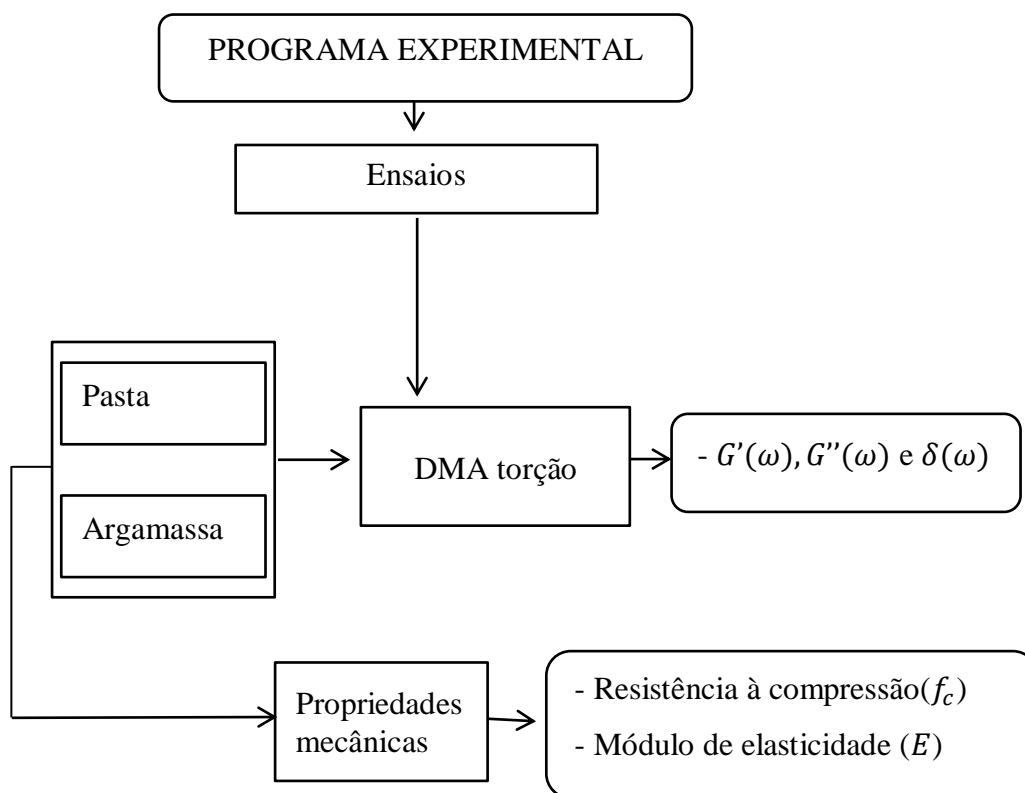 PROGRAMA EXPERIMENTAL
Ensaios
Pasta
Argamassa
DMA torção
- G'(ω), G''(ω) e δ(ω)
Propriedades
mecânicas
- Resistência à compressão(f_c)
- Módulo de elasticidade (E)